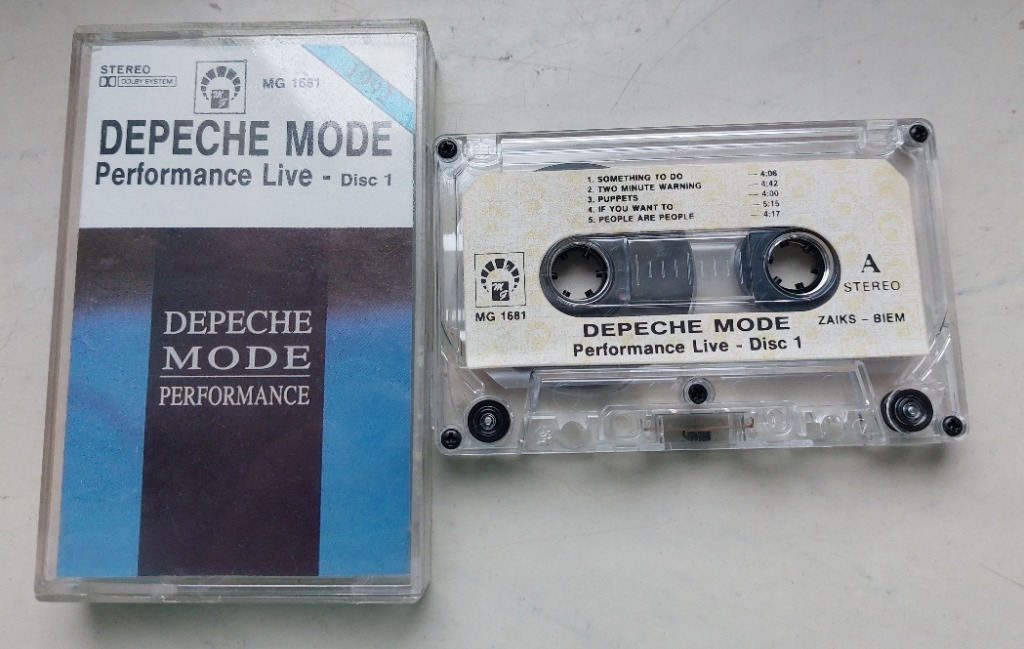 STEREO
DOLBY SYSTEM
MG 1681
DEPECHE MODE
Performance Live - Disc 1
DEPECHE
MODE
PERFORMANCE
1. SOMETHING TO DO — 4:06
2. TWO MINUTE WARNING — 4:42
3. PUPPETS — 4:00
4. IF YOU WANT TO — 5:15
5. PEOPLE ARE PEOPLE — 4:17
MG
MG 1681
A
STEREO
DEPECHE MODE
ZAIKS - BIEM
Performance Live - Disc 1